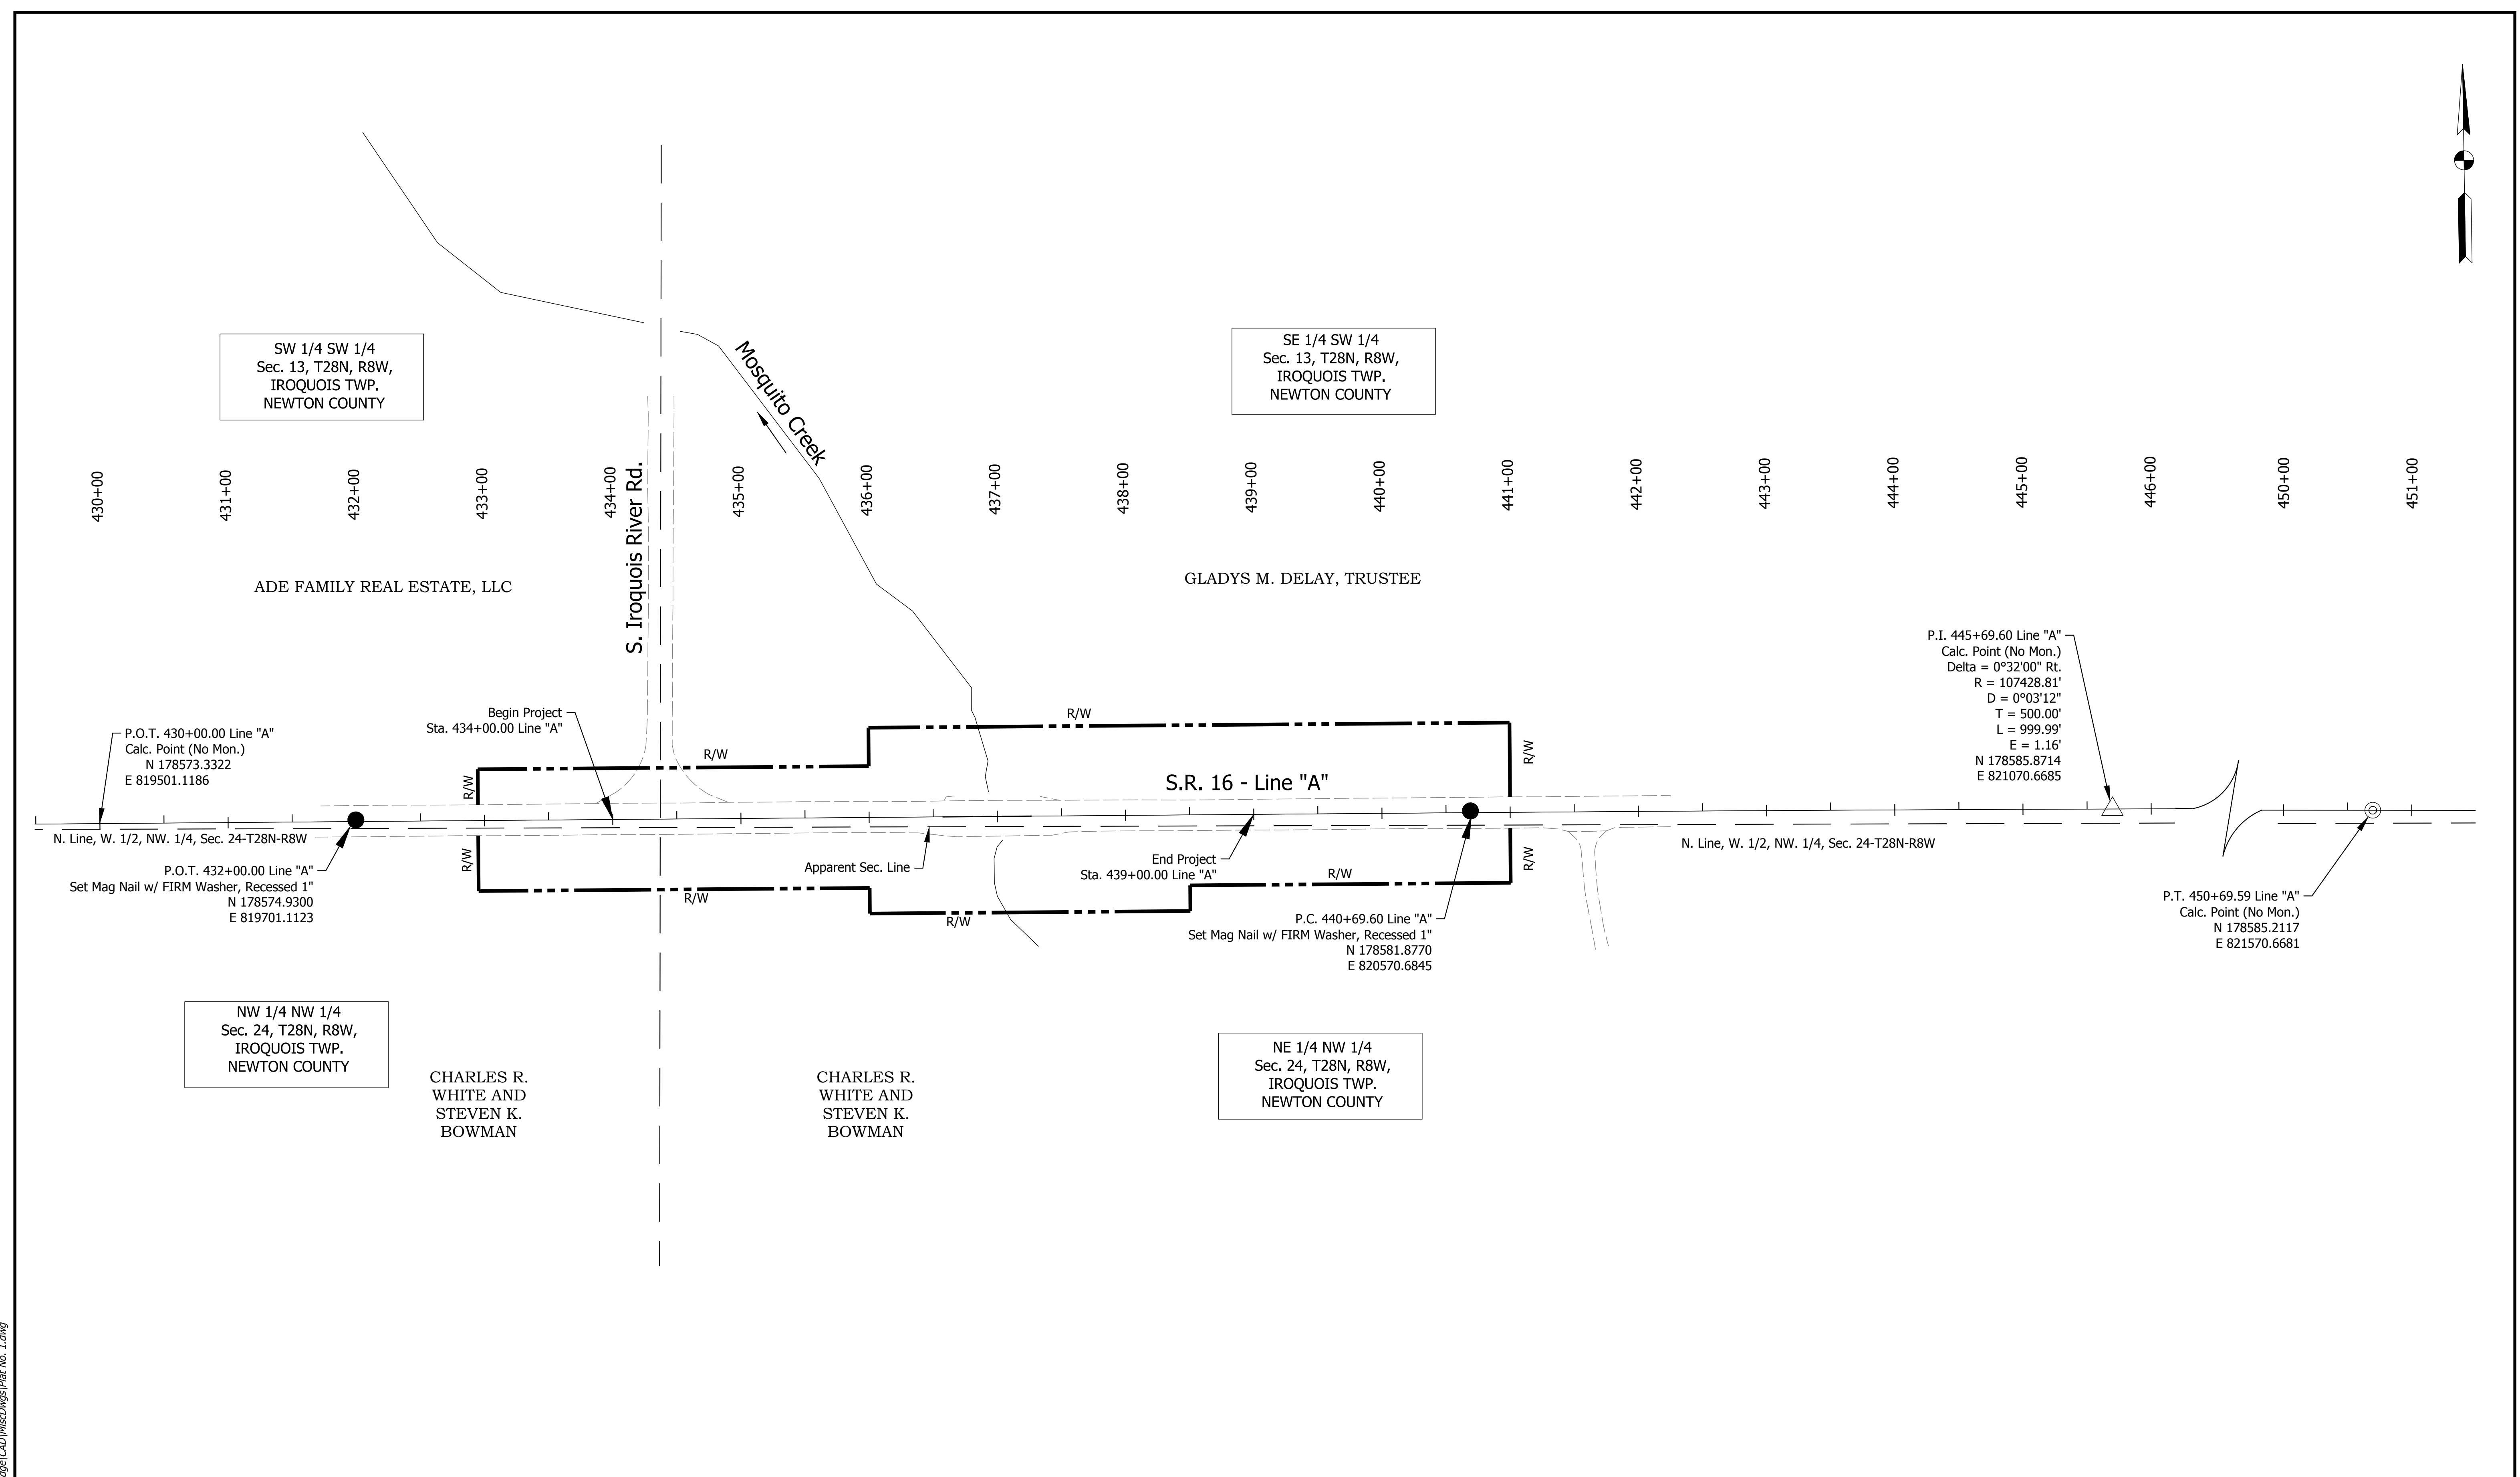 SW 1/4 SW 1/4
Sec. 13, T28N, R8W,
IROQUOIS TWP.
NEWTON COUNTY
SE 1/4 SW 1/4
Sec. 13, T28N, R8W,
IROQUOIS TWP.
NEWTON COUNTY
Mosquito Creek
S. Iroquois River Rd.
430+00
431+00
432+00
433+00
434+00
435+00
436+00
437+00
438+00
439+00
440+00
441+00
442+00
443+00
444+00
445+00
446+00
450+00
451+00
ADE FAMILY REAL ESTATE, LLC
GLADYS M. DELAY, TRUSTEE
P.I. 445+69.60 Line "A"
Calc. Point (No Mon.)
Delta = 0°32'00" Rt.
R = 107428.81'
D = 0°03'12"
T = 500.00'
L = 999.99'
E = 1.16'
N 178585.8714
E 821070.6685
Begin Project
Sta. 434+00.00 Line "A"
P.O.T. 430+00.00 Line "A"
Calc. Point (No Mon.)
N 178573.3322
E 819501.1186
R/W
R/W
R/W
R/W
S.R. 16 - Line "A"
N. Line, W. 1/2, NW. 1/4, Sec. 24-T28N-R8W
N. Line, W. 1/2, NW. 1/4, Sec. 24-T28N-R8W
R/W
R/W
R/W
R/W
R/W
Apparent Sec. Line
End Project
Sta. 439+00.00 Line "A"
P.O.T. 432+00.00 Line "A"
Set Mag Nail w/ FIRM Washer, Recessed 1"
N 178574.9300
E 819701.1123
P.C. 440+69.60 Line "A"
Set Mag Nail w/ FIRM Washer, Recessed 1"
N 178581.8770
E 820570.6845
P.T. 450+69.59 Line "A"
Calc. Point (No Mon.)
N 178585.2117
E 821570.6681
NW 1/4 NW 1/4
Sec. 24, T28N, R8W,
IROQUOIS TWP.
NEWTON COUNTY
CHARLES R.
WHITE AND
STEVEN K.
BOWMAN
CHARLES R.
WHITE AND
STEVEN K.
BOWMAN
NE 1/4 NW 1/4
Sec. 24, T28N, R8W,
IROQUOIS TWP.
NEWTON COUNTY
dge\CAD\MiscDwgs\Plat No. 1.dwg